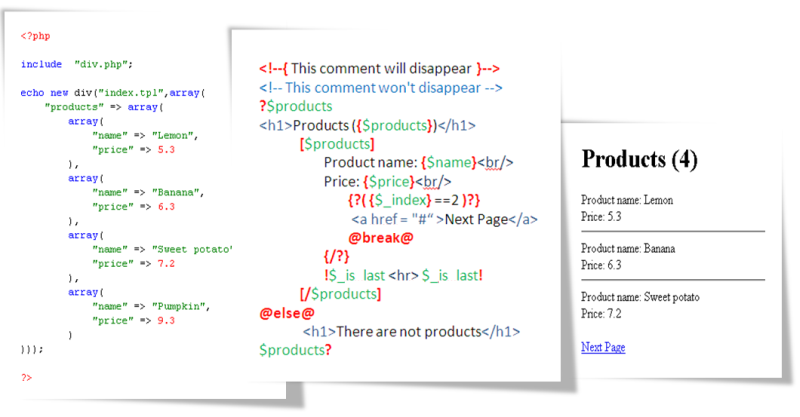 <?php
include "div.php";
echo new div("index.tpl",array(
"products" => array(
array(
"name" => "Lemon",
"price" => 5.3
),
array(
"name" => "Banana",
"price" => 6.3
),
array(
"name" => "Sweet potato"
"price" => 7.2
),
array(
"name" => "Pumpkin",
"price" => 9.3
)
)));
?>
<!--{ This comment will disappear }-->
<!-- This comment won't disappear -->
?$products
<h1>Products ({$products})</h1>
[$products]
Product name: {$name}<br/>
Price: {$price}<br/>
{?( {$_index} ==2 )?}
<a href = "#“ >Next Page</a>
@break@
{/?}
!$_is last <hr> $_is last!
[/$products]
@else@
<h1>There are not products</h1>
$products?
Products (4)
Product name: Lemon
Price: 5.3
Product name: Banana
Price: 6.3
Product name: Sweet potato
Price: 7.2
Next Page